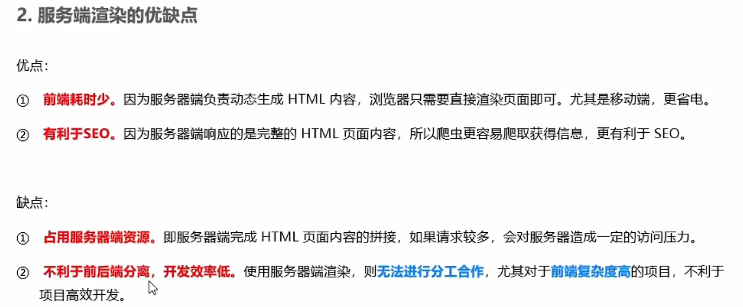 2. 服务端渲染的优缺点
优点：
① 前端耗时少。因为服务器端负责动态生成 HTML 内容，浏览器只需要直接渲染页面即可。尤其是移动端，更省电。
② 有利于SEO。因为服务器端响应的是完整的 HTML 页面内容，所以爬虫更容易爬取获得信息，更有利于 SEO。
缺点：
① 占用服务器端资源。即服务器端完成 HTML 页面内容的拼接，如果请求较多，会对服务器造成一定的访问压力。
② 不利于前后端分离，开发效率低。使用服务器端渲染，则无法进行分工合作，尤其对于前端复杂度高的项目，不利于
项目高效开发。